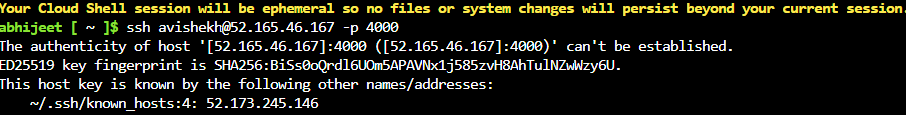 Your Cloud Shell session will be ephemeral so no files or system changes will persist beyond your current session.
abhijeet [ ~ ]$ ssh avishekh@52.165.46.167 -p 4000
The authenticity of host '[52.165.46.167]:4000 ([52.165.46.167]:4000)' can't be established.
ED25519 key fingerprint is SHA256:BiSs0oQrdl6UOm5APAVNx1j585zvH8AhTulNZwWzy6U.
This host key is known by the following other names/addresses:
    ~/.ssh/known_hosts:4: 52.173.245.146